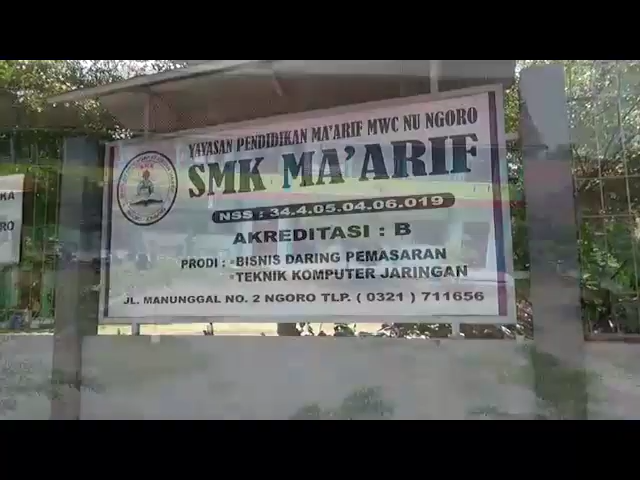 YAYASAN PENDIDIKAN MA'ARIF MWC NU NGORO
SMK MA'ARIF
NSS : 34.4.05.04.06.019
AKREDITASI : B
PRODI : •BISNIS DARING PEMASARAN
•TEKNIK KOMPUTER JARINGAN
JL. MANUNGGAL NO. 2 NGORO TLP. ( 0321 ) 711656